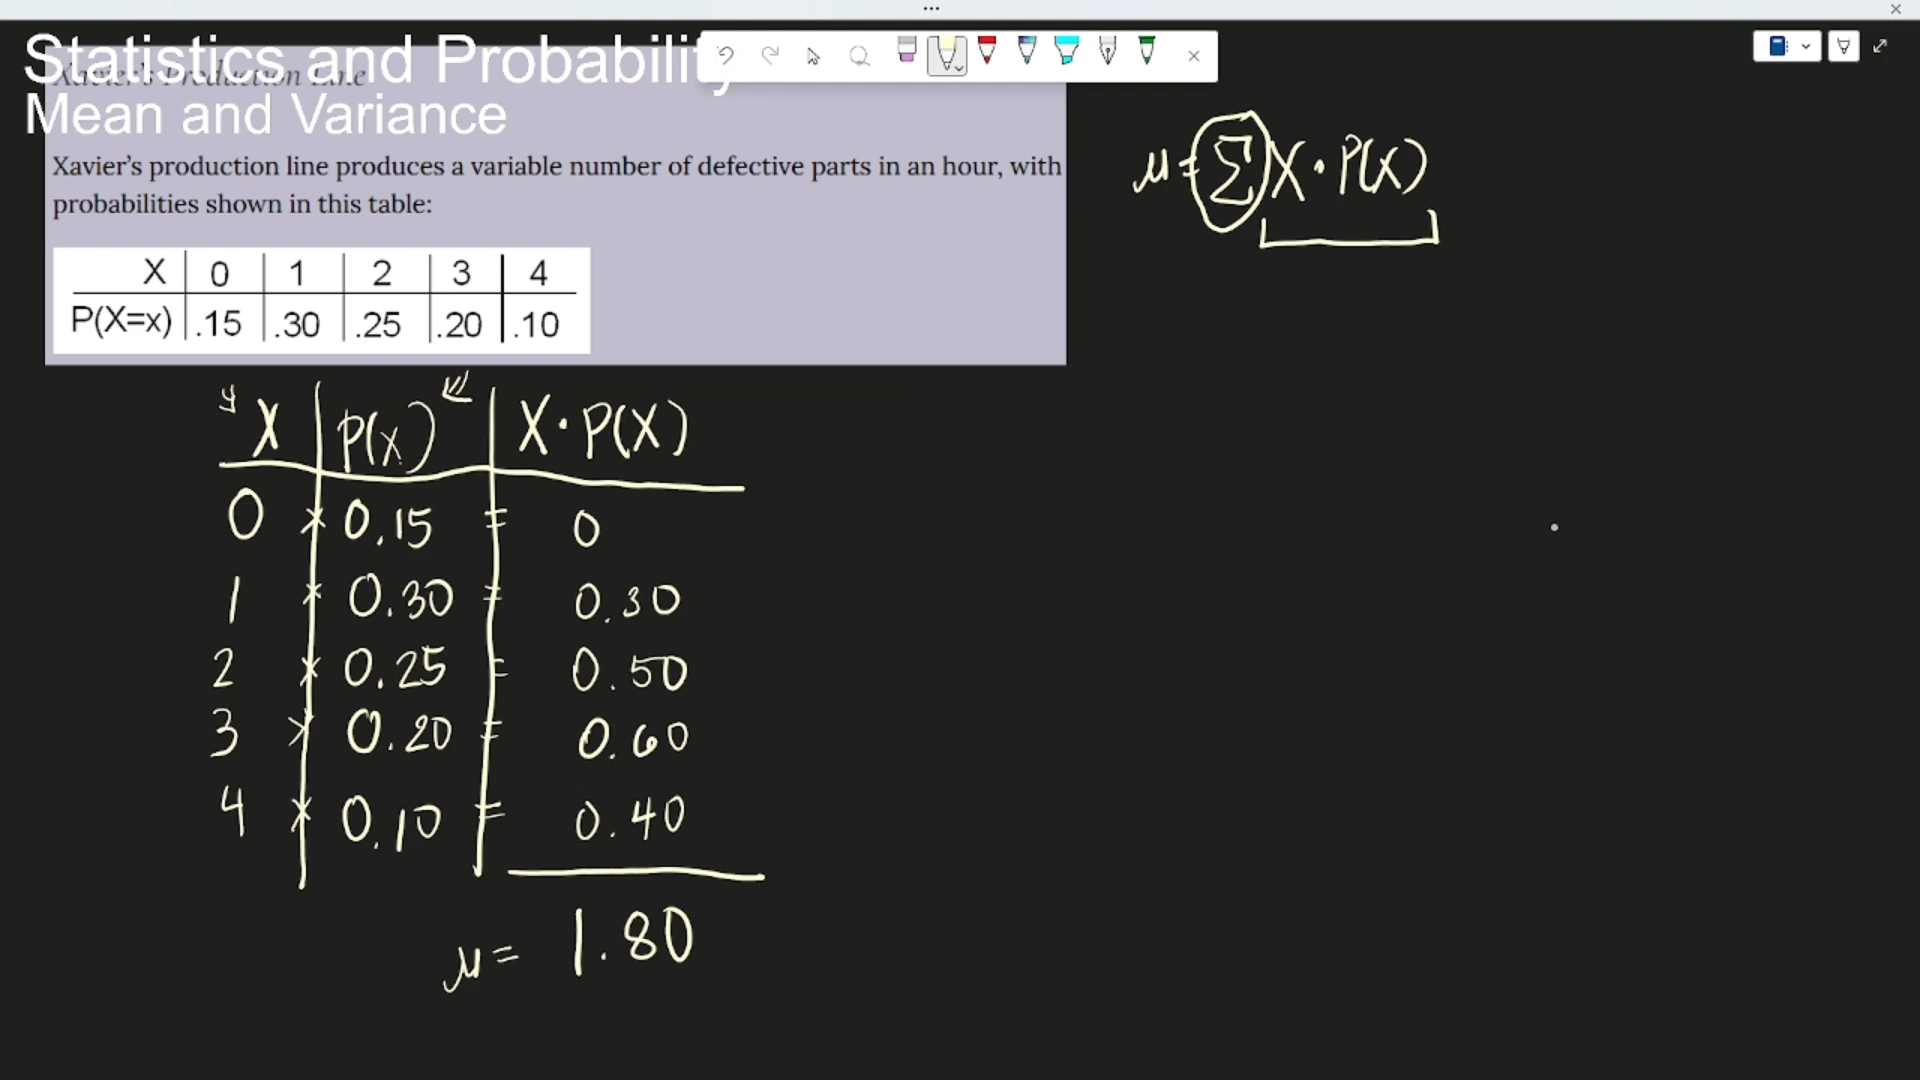 Statistics and Probability
Xavier's Production Line
Mean and Variance
Xavier's production line produces a variable number of defective parts in an hour, with
probabilities shown in this table:
X 0 1 2 3 4
P(X=x) .15 .30 .25 .20 .10
μ = Σ X · P(X)
X P(x) X · P(X)
0 × 0.15 = 0
1 × 0.30 = 0.30
2 × 0.25 = 0.50
3 × 0.20 = 0.60
4 × 0.10 = 0.40
μ = 1.80